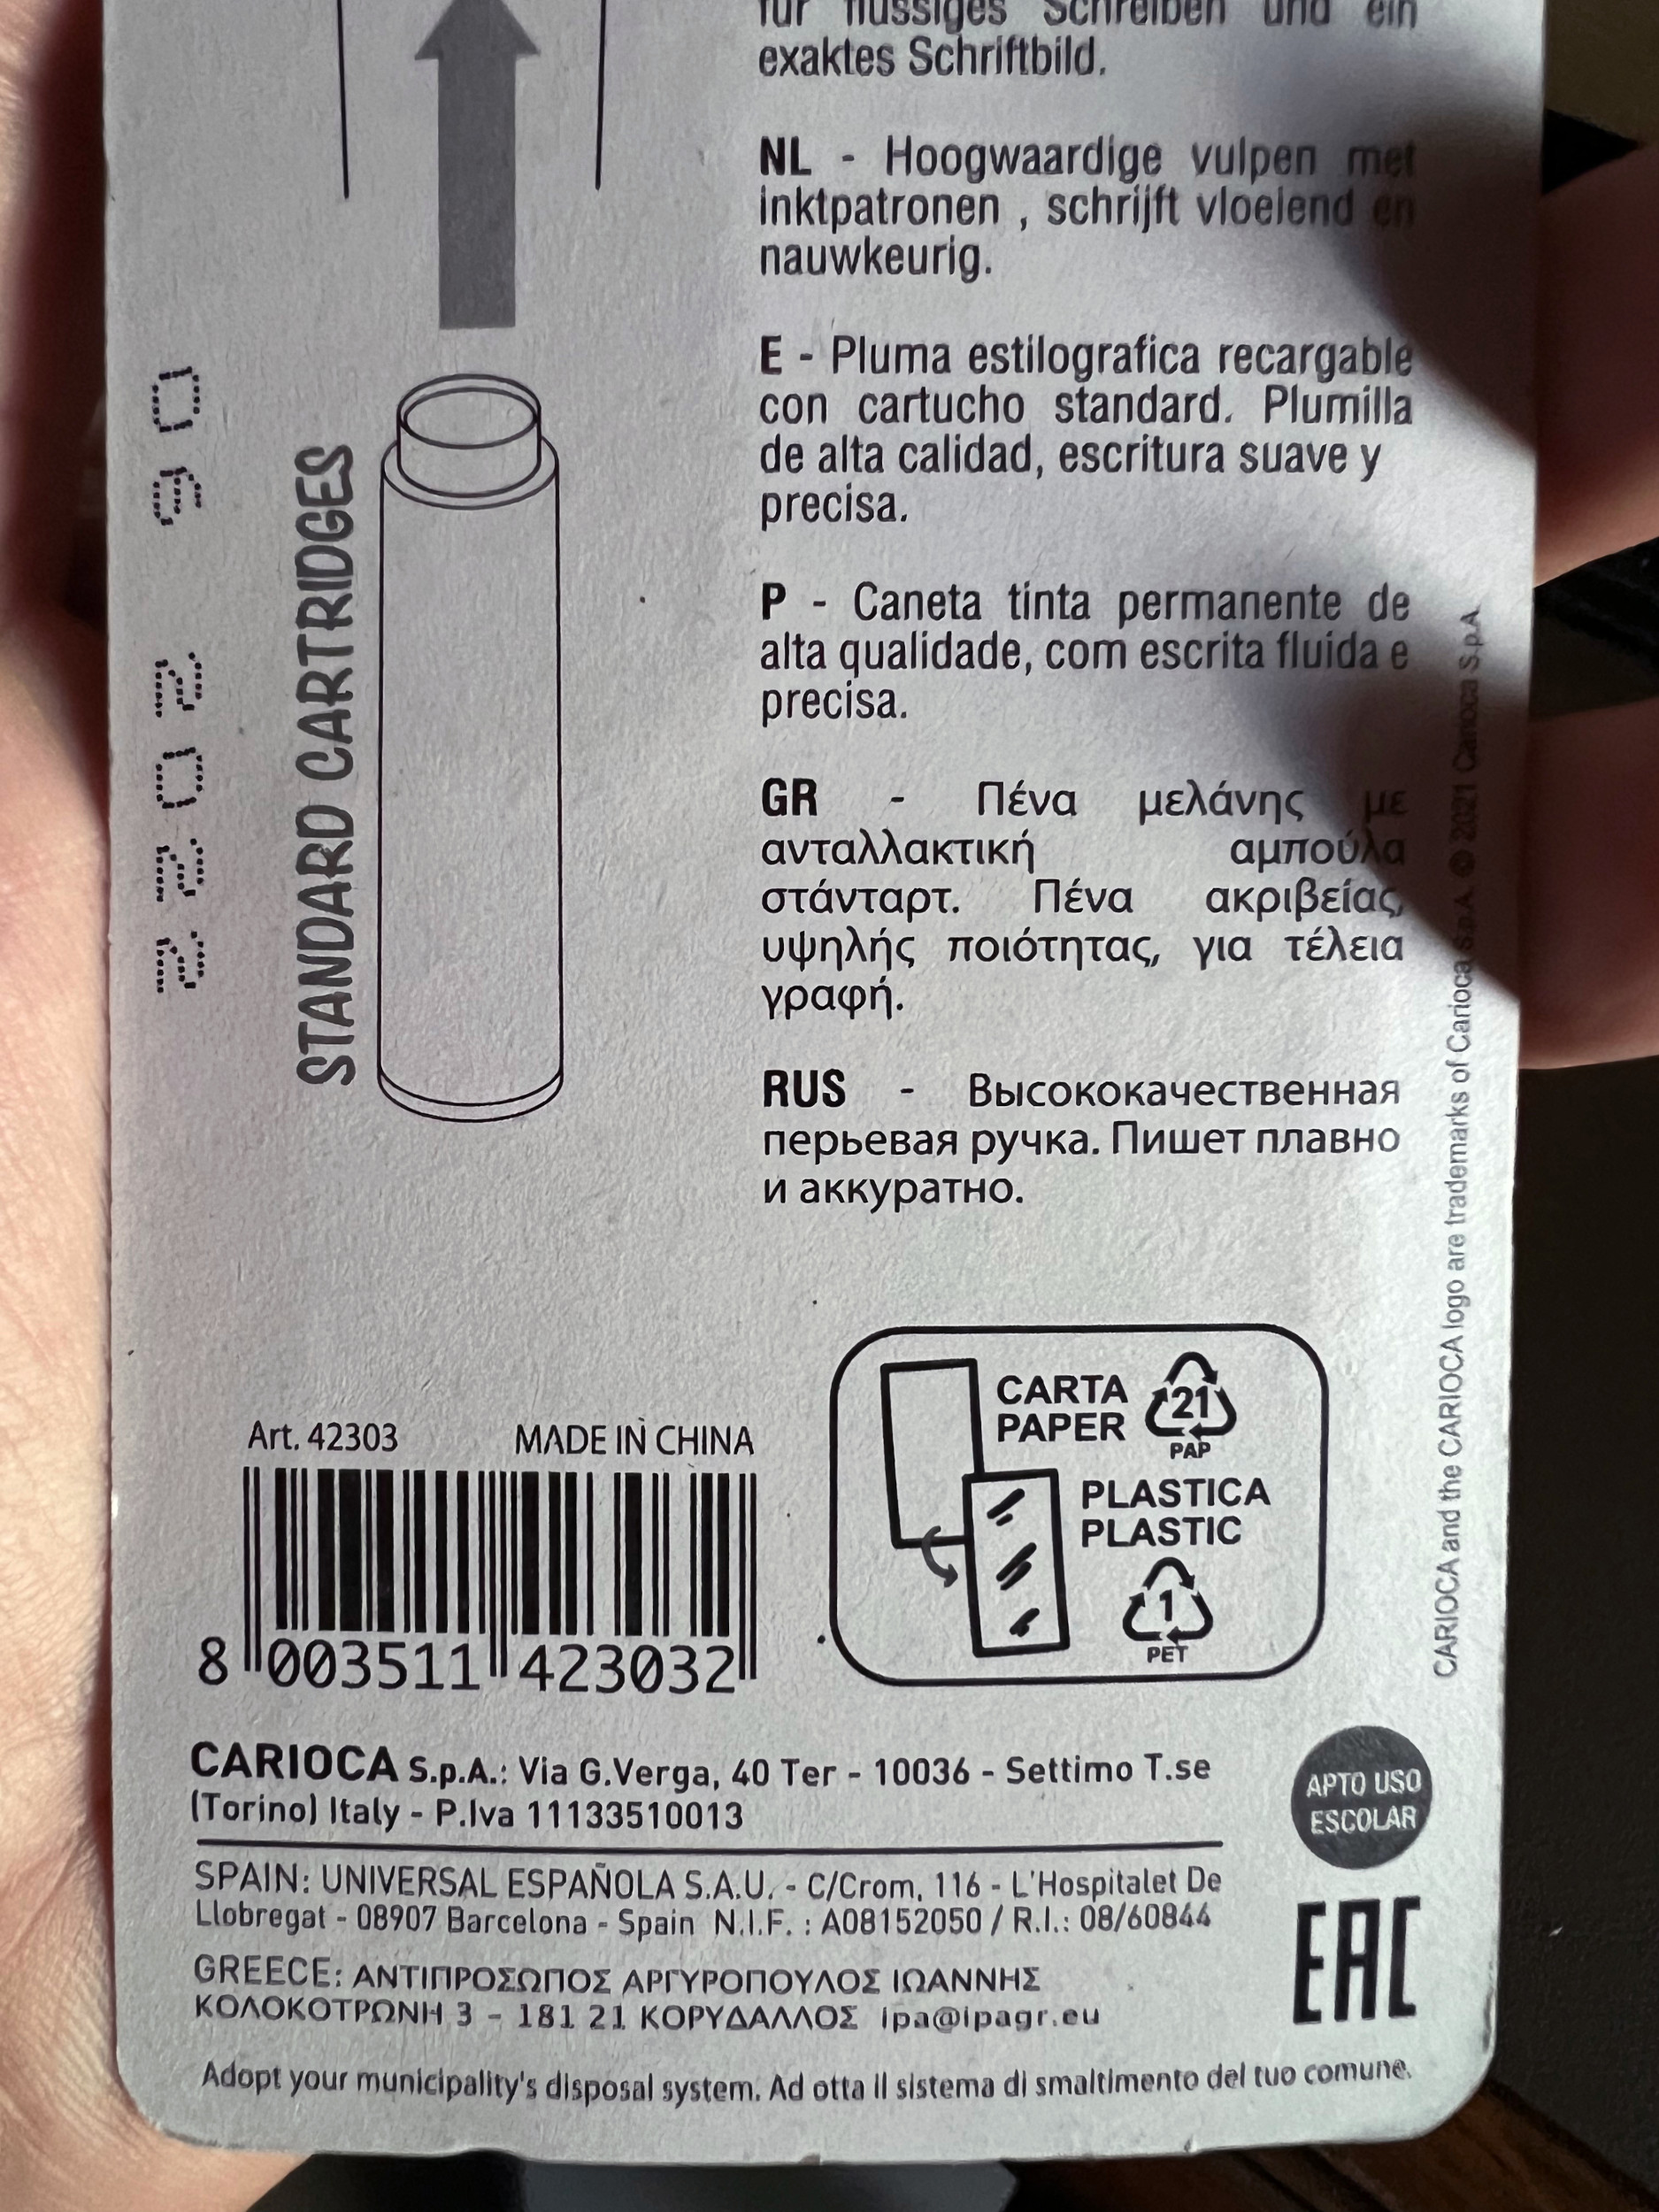 für flüssiges Schreiben und ein
exaktes Schriftbild.
NL - Hoogwaardige vulpen met
inktpatronen , schrijft vloeiend en
nauwkeurig.
E - Pluma estilografica recargable
con cartucho standard. Plumilla
de alta calidad, escritura suave y
precisa.
P - Caneta tinta permanente de
alta qualidade, com escrita fluida e
precisa.
GR - Πένα μελάνης με
ανταλλακτική αμπούλα
στάνταρτ. Πένα ακριβείας,
υψηλής ποιότητας, για τέλεια
γραφή.
RUS - Высококачественная
перьевая ручка. Пишет плавно
и аккуратно.
STANDARD CARTRIDGES
2202 60
CARIOCA and the CARIOCA logo are trademarks of Carioca S.p.A. © 2021 Carioca S.p.A.
Art. 42303 MADE IN CHINA
8 003511 423032
CARTA
PAPER
21
PAP
PLASTICA
PLASTIC
1
PET
CARIOCA S.p.A.: Via G.Verga, 40 Ter - 10036 - Settimo T.se
(Torino) Italy - P.Iva 11133510013
APTO USO
ESCOLAR
SPAIN: UNIVERSAL ESPAÑOLA S.A.U. - C/Crom, 116 - L'Hospitalet De
Llobregat - 08907 Barcelona - Spain N.I.F. : A08152050 / R.I.: 08/60844
GREECE: ΑΝΤΙΠΡΟΣΩΠΟΣ ΑΡΓΥΡΟΠΟΥΛΟΣ ΙΩΑΝΝΗΣ
ΚΟΛΟΚΟΤΡΩΝΗ 3 – 181 21 ΚΟΡΥΔΑΛΛΟΣ ipa@ipagr.eu
EAC
Adopt your municipality's disposal system. Ad otta il sistema di smaltimento del tuo comune.